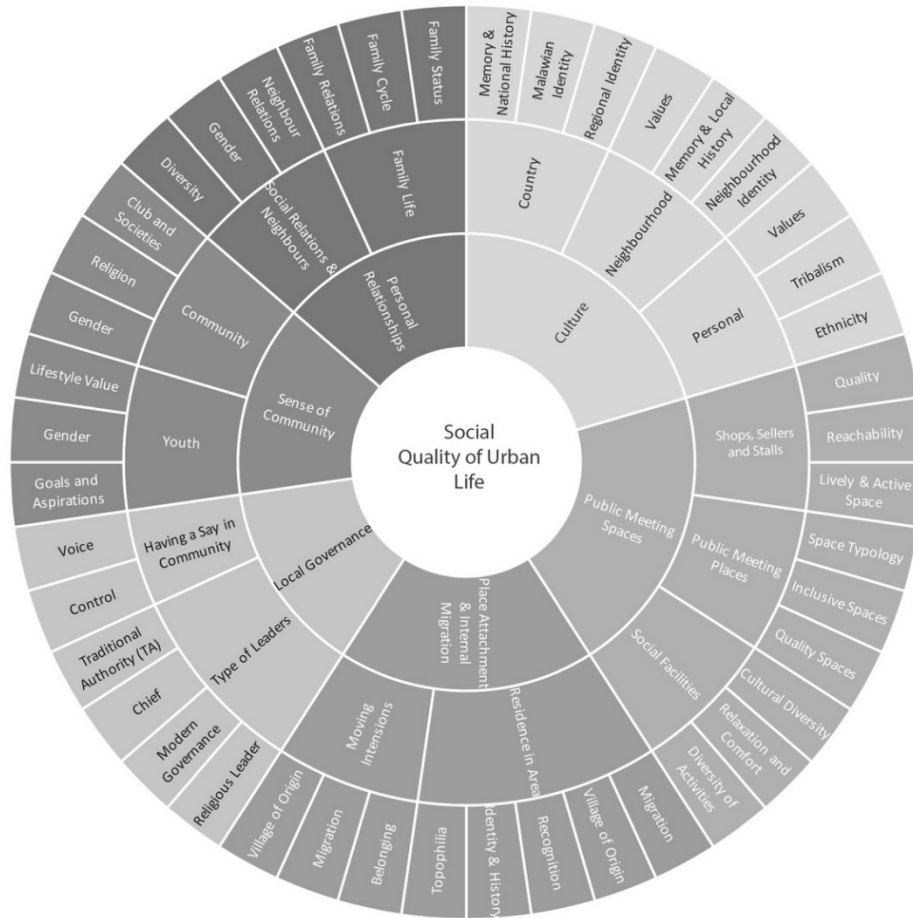 Social
Quality of Urban
Life
Culture
Country
Memory &
National History
Malawian
Identity
Regional Identity
Neighbourhood
Values
Memory & Local
History
Neighbourhood
Identity
Personal
Values
Tribalism
Ethnicity
Public Meeting
Spaces
Shops, Sellers
and Stalls
Quality
Reachability
Lively & Active
Space
Public Meeting
Places
Space Typology
Inclusive Spaces
Quality Spaces
Social Facilities
Cultural Diversity
Relaxation and
Comfort
Diversity of
Activities
Place Attachment
& Internal
Migration
Residence in Area
Migration
Village of Origin
Recognition
Identity & History
Topophilia
Moving
Intensions
Belonging
Migration
Village of Origin
Local Governance
Type of Leaders
Religious Leader
Modern
Governance
Chief
Traditional
Authority (TA)
Having a Say in
Community
Control
Voice
Sense of
Community
Youth
Goals and
Aspirations
Gender
Lifestyle Value
Community
Gender
Religion
Club and
Societies
Personal
Relationships
Social Relations &
Neighbours
Diversity
Gender
Neighbour
Relations
Family Life
Family Relations
Family Cycle
Family Status